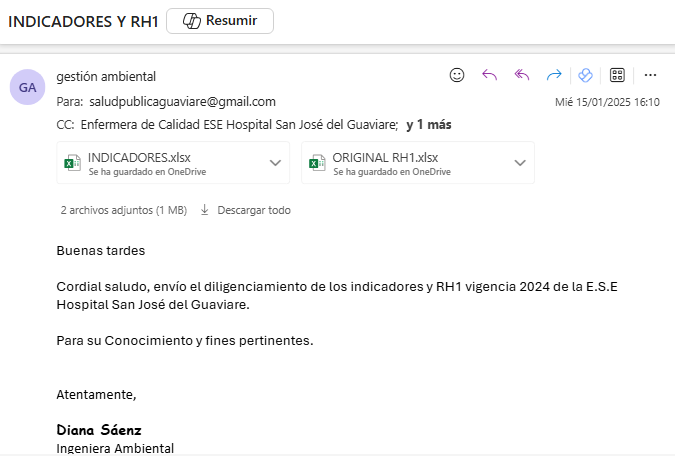 INDICADORES Y RH1
Resumir
GA
gestión ambiental
Para: saludpublicaguaviare@gmail.com
Mié 15/01/2025 16:10
CC: Enfermera de Calidad ESE Hospital San José del Guaviare; y 1 más
INDICADORES.xlsx
Se ha guardado en OneDrive
ORIGINAL RH1.xlsx
Se ha guardado en OneDrive
2 archivos adjuntos (1 MB)
Descargar todo
Buenas tardes
Cordial saludo, envío el diligenciamiento de los indicadores y RH1 vigencia 2024 de la E.S.E
Hospital San José del Guaviare.
Para su Conocimiento y fines pertinentes.
Atentamente,
Diana Sáenz
Ingeniera Ambiental